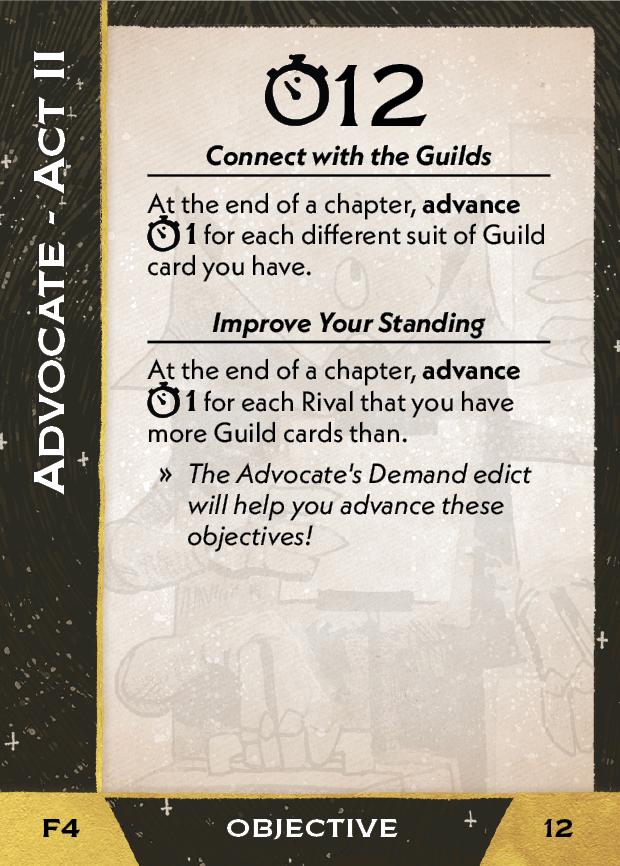 ADVOCATE - ACT II
12
Connect with the Guilds
At the end of a chapter, advance
1 for each different suit of Guild
card you have.
Improve Your Standing
At the end of a chapter, advance
1 for each Rival that you have
more Guild cards than.
» The Advocate's Demand edict
will help you advance these
objectives!
F4
OBJECTIVE
12